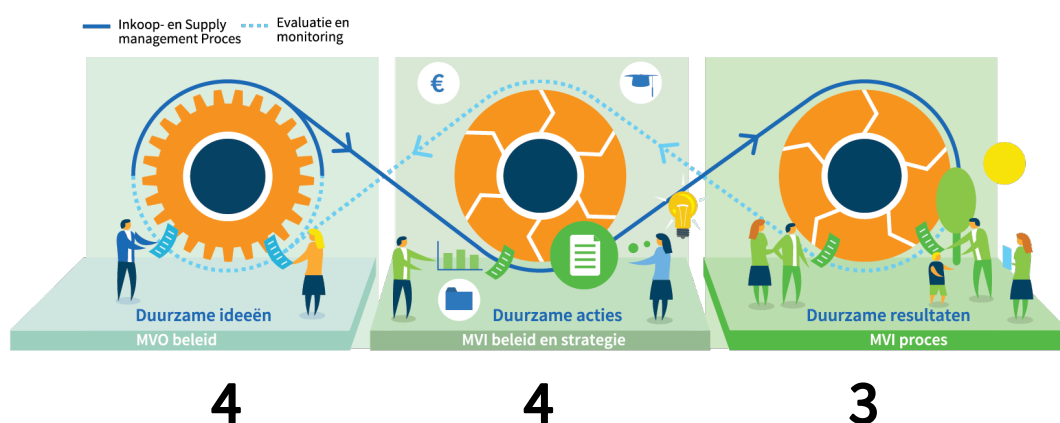 Inkoop- en Supply
management Proces
Evaluatie en
monitoring
€
Duurzame ideeën
Duurzame acties
Duurzame resultaten
MVO beleid
MVI beleid en strategie
MVI proces
4
4
3